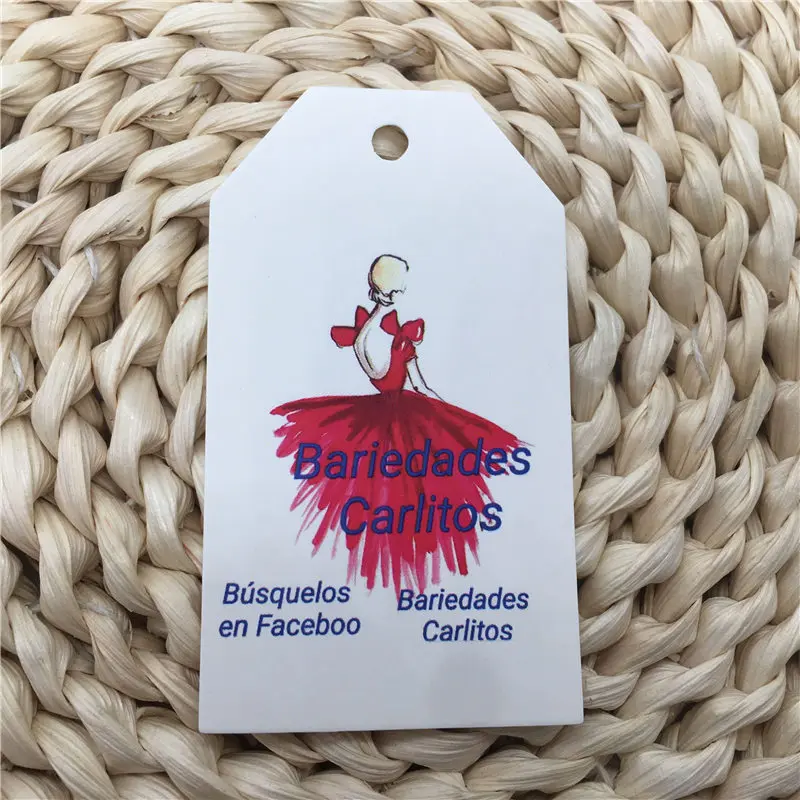 Bariedades
Carlitos
Búsquelos
en Faceboo
Bariedades
Carlitos